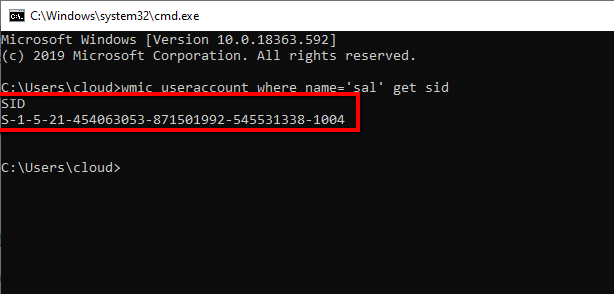 C:\Windows\system32\cmd.exe
Microsoft Windows [Version 10.0.18363.592]
(c) 2019 Microsoft Corporation. All rights reserved.
C:\Users\cloud>wmic useraccount where name='sal' get sid
SID
S-1-5-21-454063053-871501992-545531338-1004
C:\Users\cloud>